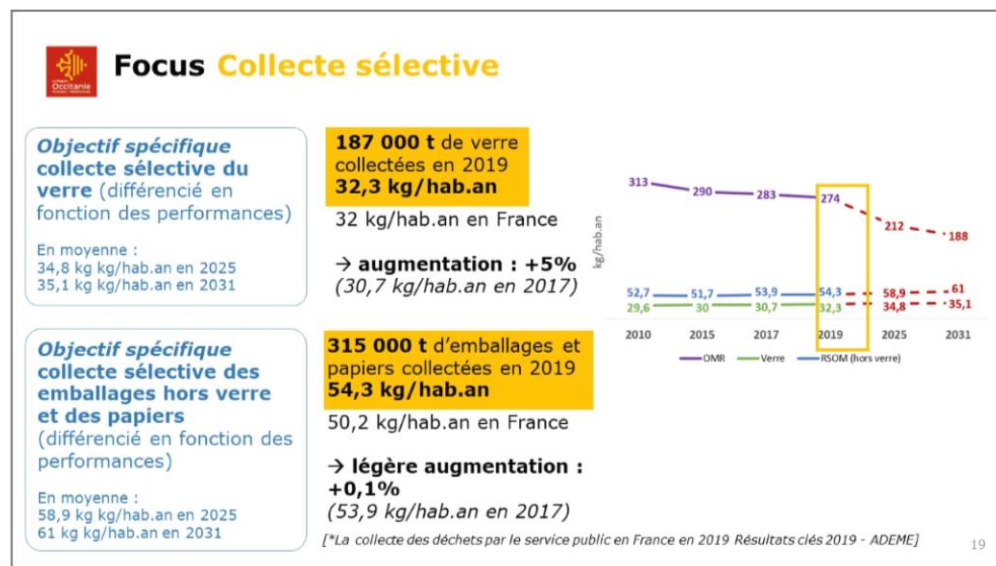 Focus Collecte sélective
La Région
Occitanie
Objectif spécifique
collecte sélective du
verre (différencié en
fonction des performances)
En moyenne :
34,8 kg kg/hab.an en 2025
35,1 kg kg/hab.an en 2031
187 000 t de verre
collectées en 2019
32,3 kg/hab.an
32 kg/hab.an en France
→ augmentation : +5%
(30,7 kg/hab.an en 2017)
Objectif spécifique
collecte sélective des
emballages hors verre
et des papiers
(différencié en fonction des
performances)
En moyenne :
58,9 kg kg/hab.an en 2025
61 kg kg/hab.an en 2031
315 000 t d'emballages et
papiers collectées en 2019
54,3 kg/hab.an
50,2 kg/hab.an en France
→ légère augmentation :
+0,1%
(53,9 kg/hab.an en 2017)
kg/hab.an
313 290 283 274 212 188
52,7 51,7 53,9 54,3 58,9 61
29,6 30 30,7 32,3 34,8 35,1
2010 2015 2017 2019 2025 2031
OMR Verre RSOM (hors verre)
[*La collecte des déchets par le service public en France en 2019 Résultats clés 2019 - ADEME]
19